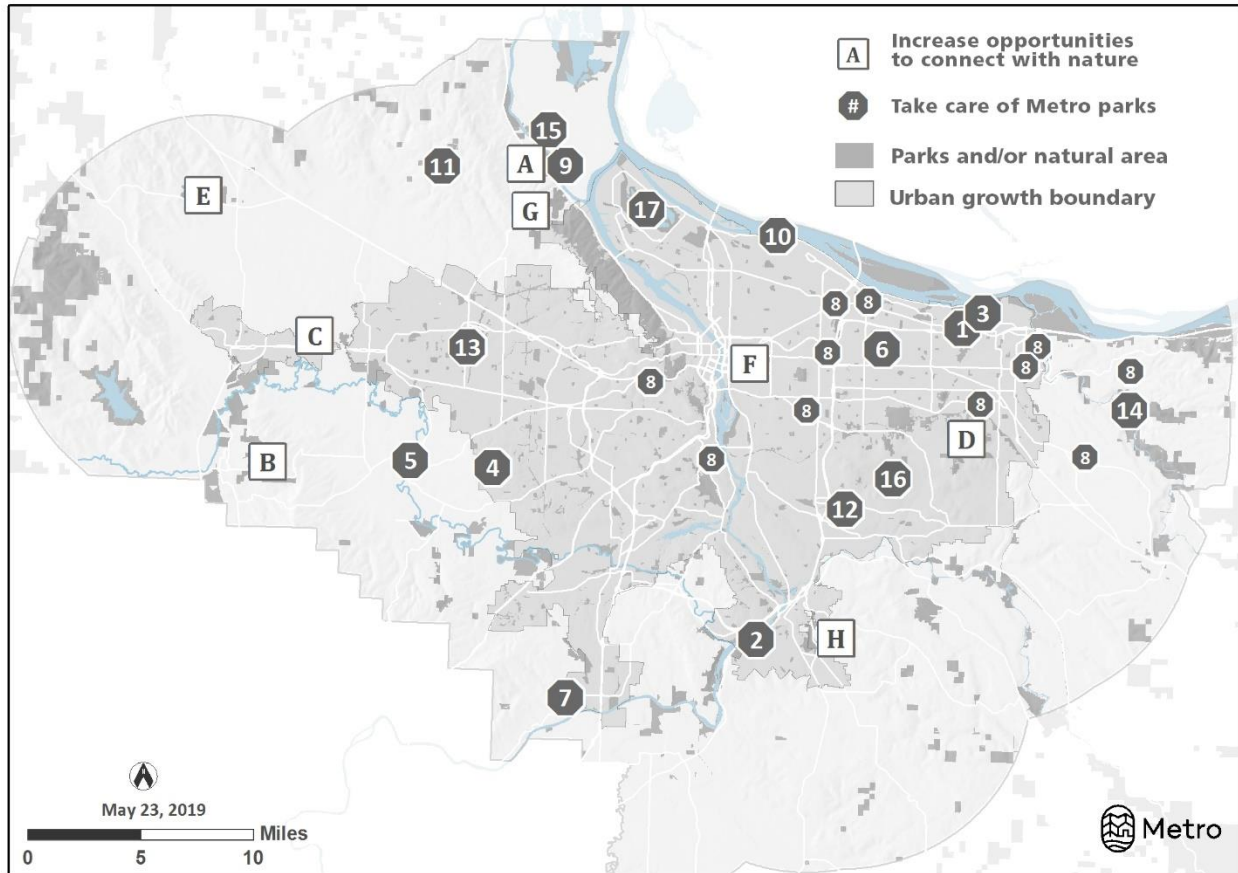 A Increase opportunities
to connect with nature
# Take care of Metro parks
Parks and/or natural area
Urban growth boundary
15
11
A
9
E
G
17
10
8
8
3
1
C
13
F
8
6
8
8
8
8
14
8
8
D
B
5
4
8
8
16
12
2
H
7
May 23, 2019
Miles
0 5 10
Metro